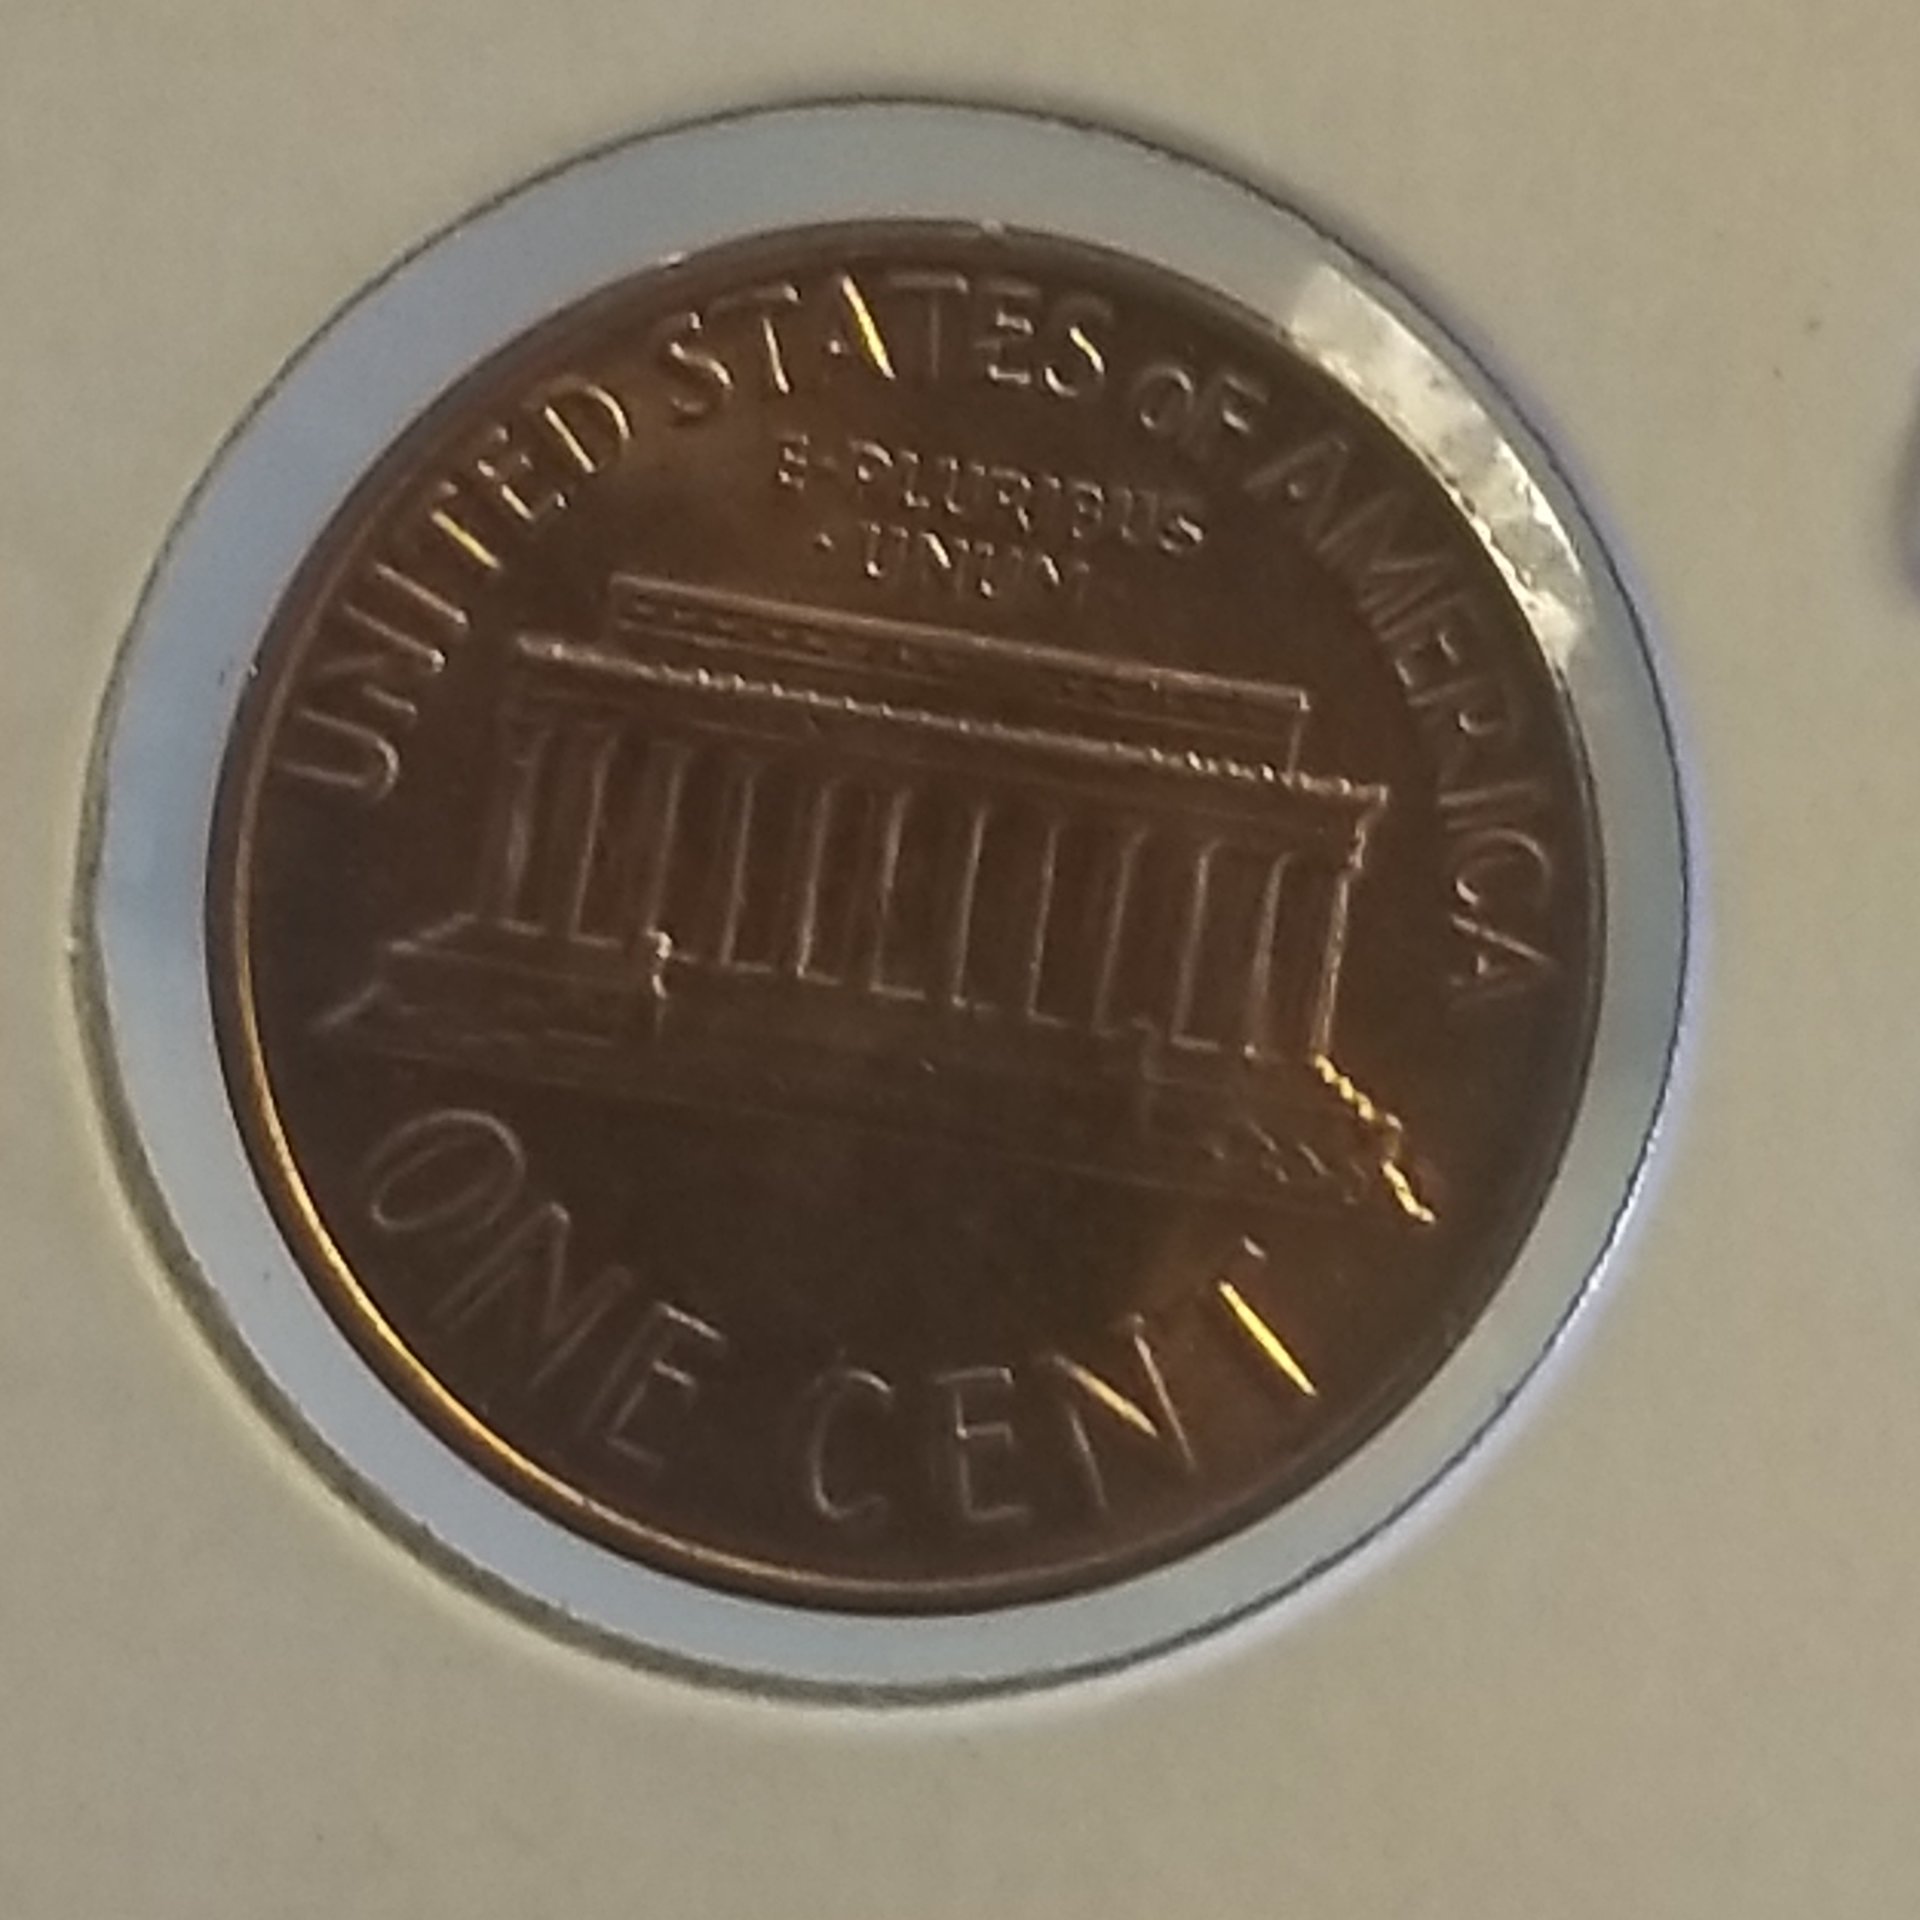 UNITED STATES OF AMERICA
E·PLURIBUS
·UNUM·
ONE CENT